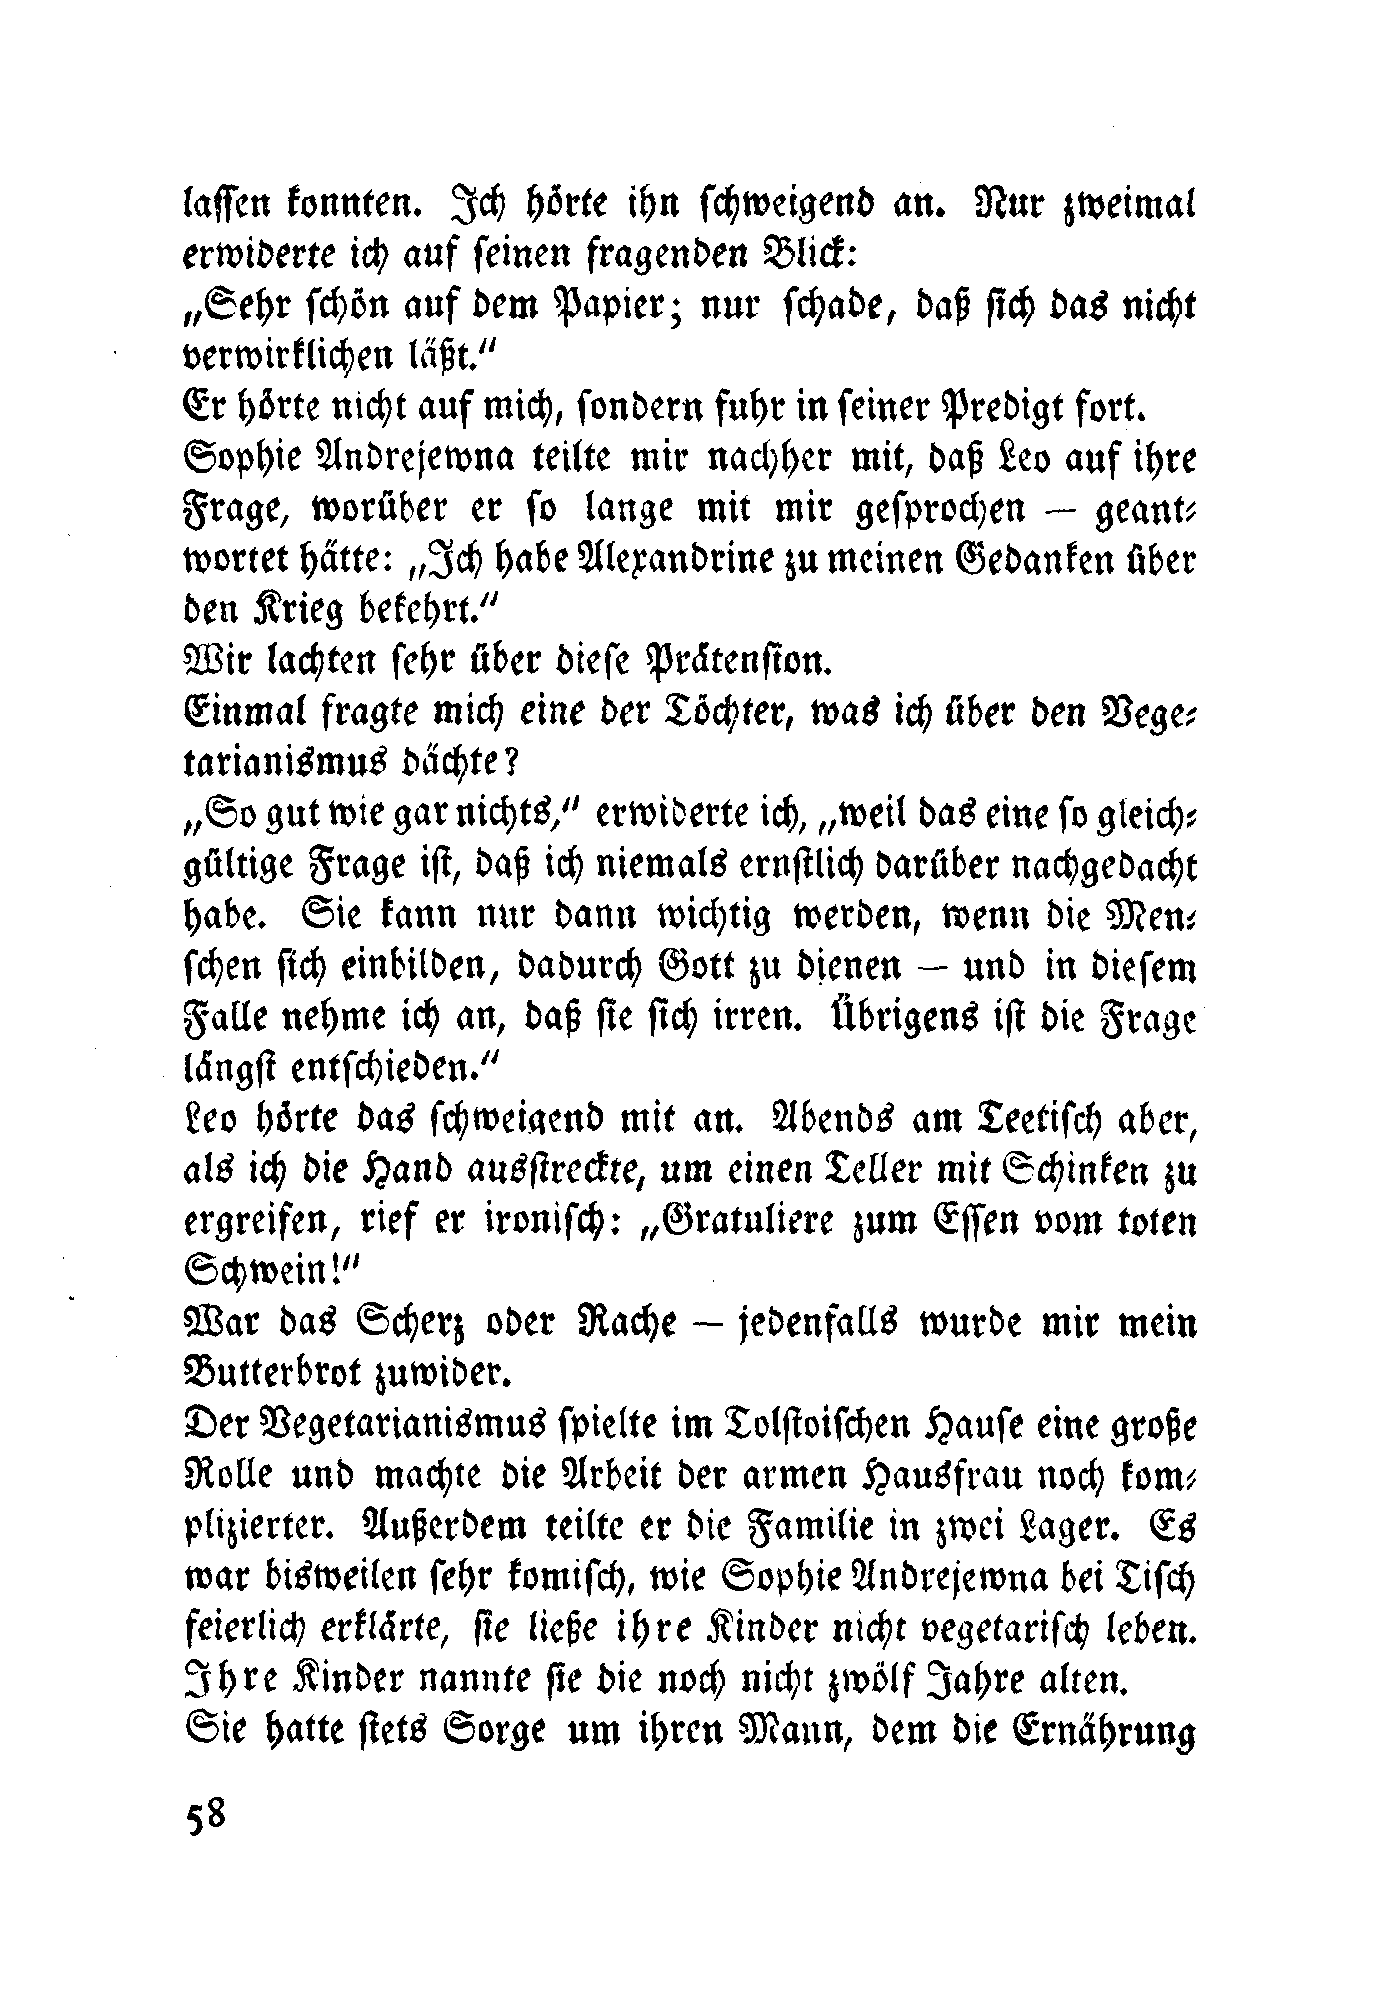 lassen konnten. Ich hörte ihn schweigend an. Nur zweimal
erwiderte ich auf seinen fragenden Blick:
„Sehr schön auf dem Papier; nur schade, daß sich das nicht
verwirklichen läßt.“
Er hörte nicht auf mich, sondern fuhr in seiner Predigt fort.
Sophie Andrejewna teilte mir nachher mit, daß Leo auf ihre
Frage, worüber er so lange mit mir gesprochen — geant-
wortet hätte: „Ich habe Alexandrine zu meinen Gedanken über
den Krieg bekehrt.“
Wir lachten sehr über diese Prätension.
Einmal fragte mich eine der Töchter, was ich über den Vege-
tarianismus dächte?
„So gut wie gar nichts,“ erwiderte ich, „weil das eine so gleich-
gültige Frage ist, daß ich niemals ernstlich darüber nachgedacht
habe. Sie kann nur dann wichtig werden, wenn die Men-
schen sich einbilden, dadurch Gott zu dienen — und in diesem
Falle nehme ich an, daß sie sich irren. Übrigens ist die Frage
längst entschieden.“
Leo hörte das schweigend mit an. Abends am Teetisch aber,
als ich die Hand ausstreckte, um einen Teller mit Schinken zu
ergreifen, rief er ironisch: „Gratuliere zum Essen vom toten
Schwein!“
War das Scherz oder Rache — jedenfalls wurde mir mein
Butterbrot zuwider.
Der Vegetarianismus spielte im Tolstoischen Hause eine große
Rolle und machte die Arbeit der armen Hausfrau noch kom-
plizierter. Außerdem teilte er die Familie in zwei Lager. Es
war bisweilen sehr komisch, wie Sophie Andrejewna bei Tisch
feierlich erklärte, sie ließe ihre Kinder nicht vegetarisch leben.
Ihre Kinder nannte sie die noch nicht zwölf Jahre alten.
Sie hatte stets Sorge um ihren Mann, dem die Ernährung
58